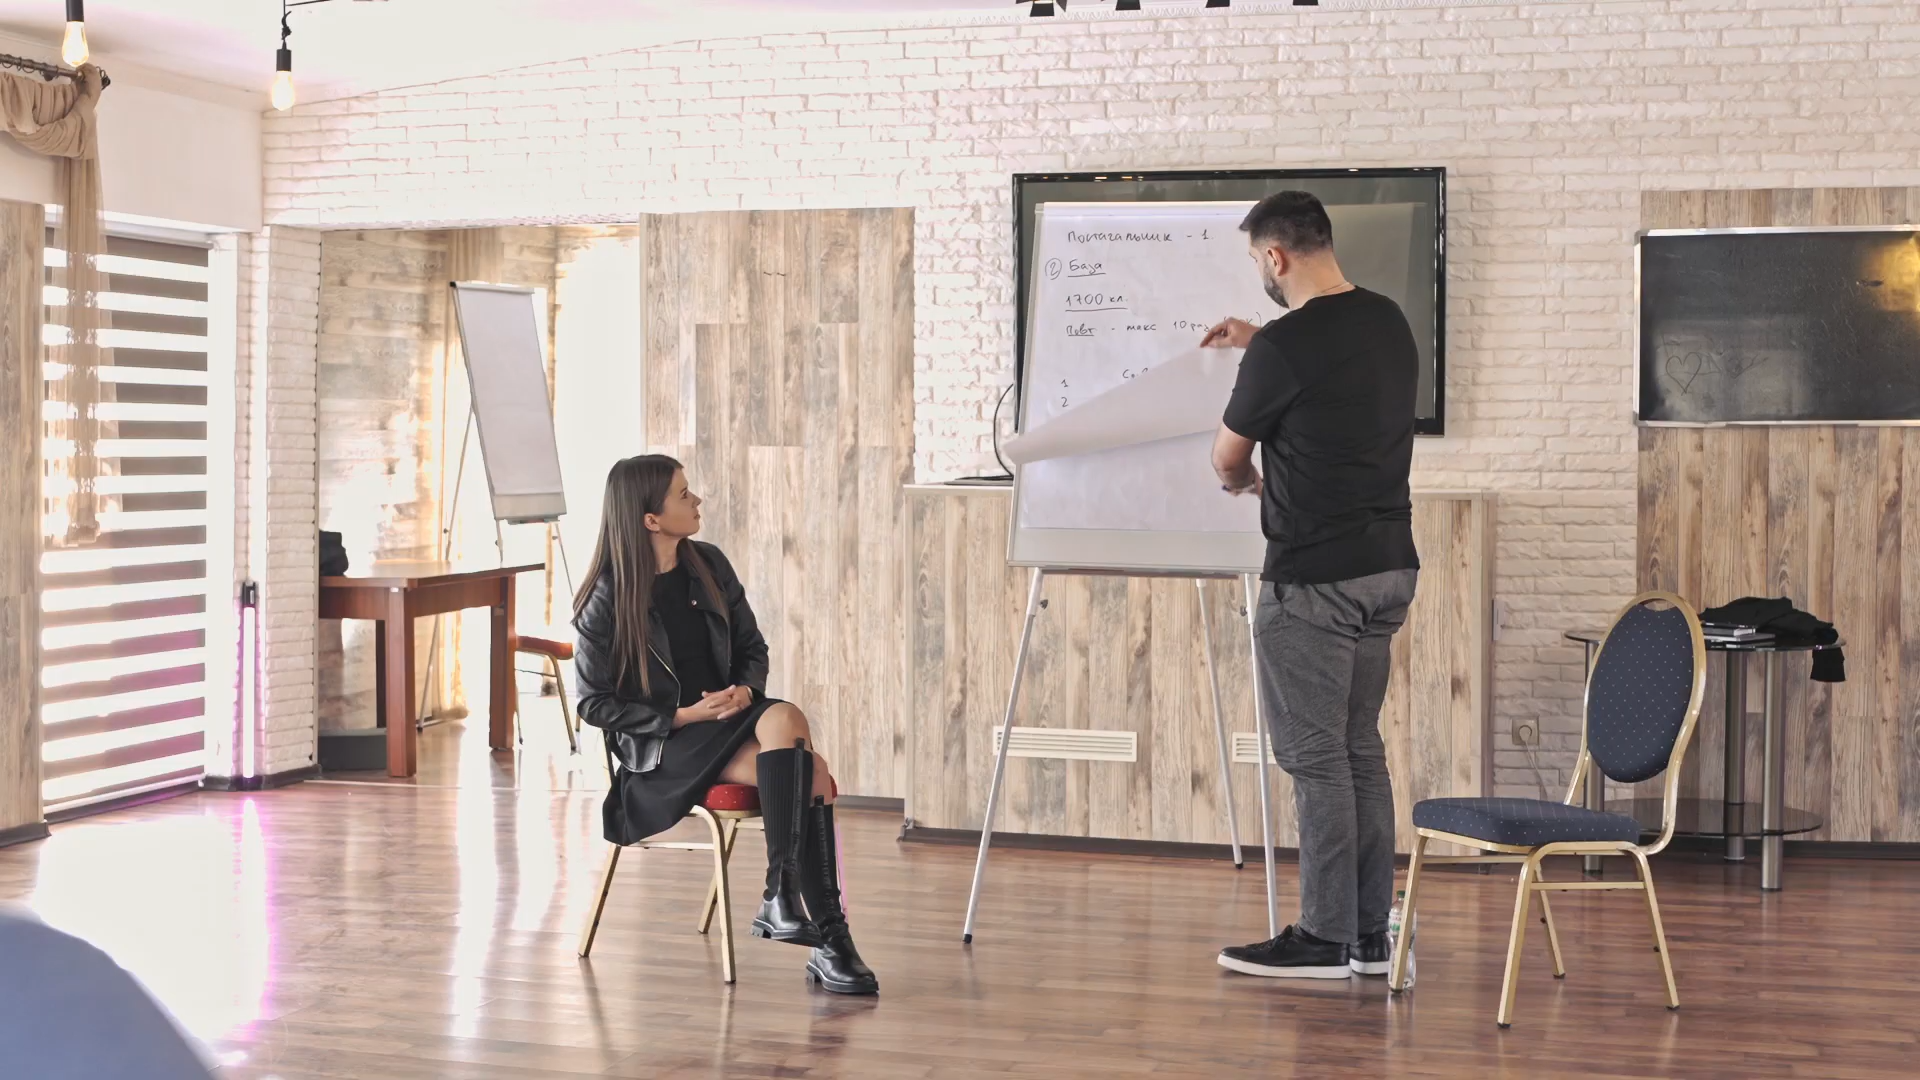 Постачальник - 1.
② База
1700 кл.
Повт - макс 10 раз
1
2